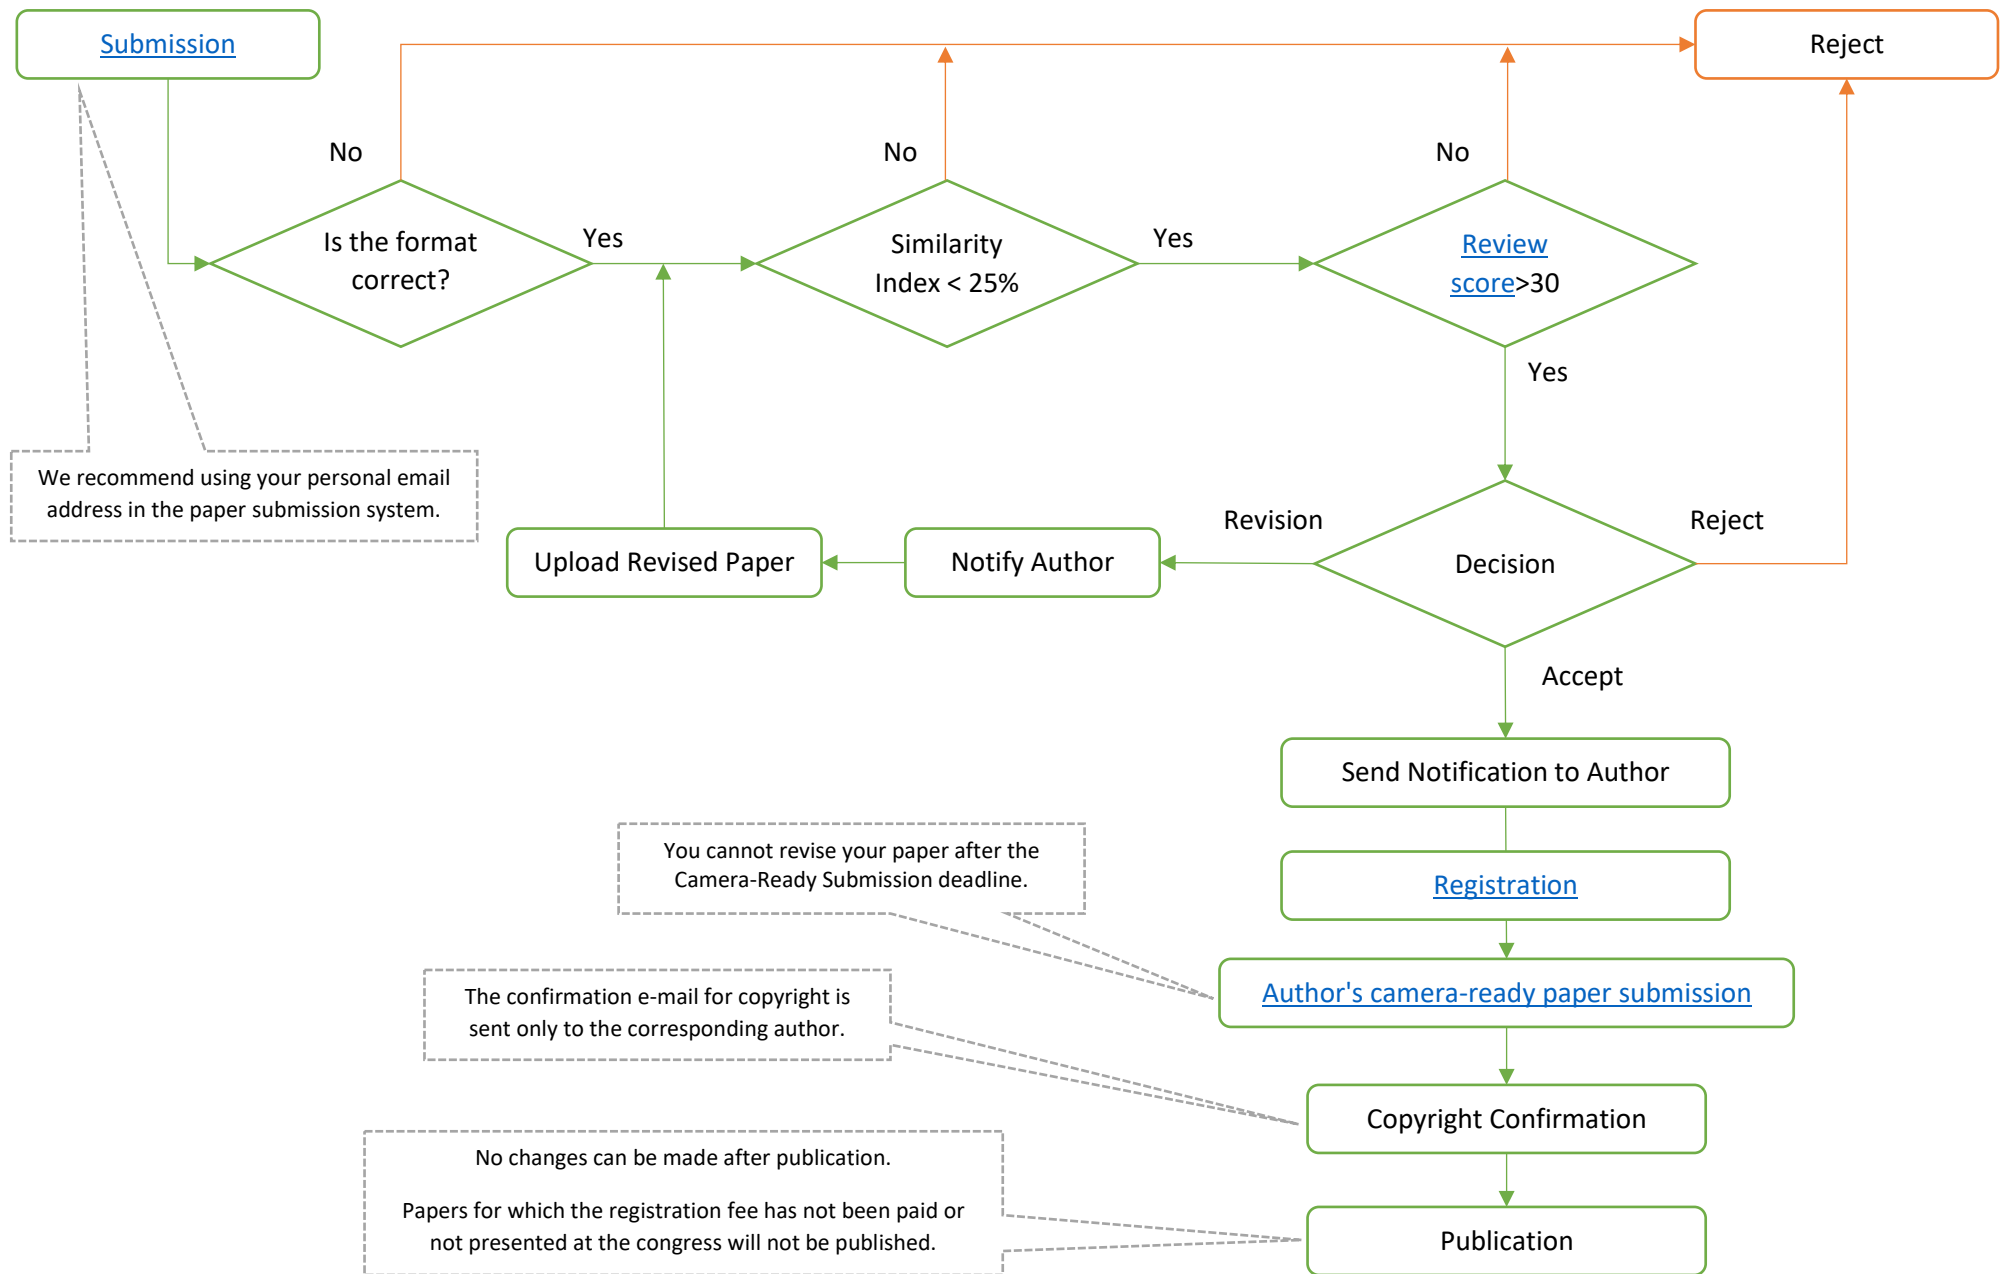 Submission
Reject
No
No
No
Is the format
correct?
Yes
Similarity
Index < 25%
Yes
Review
score>30
Yes
We recommend using your personal email
address in the paper submission system.
Upload Revised Paper
Notify Author
Revision
Decision
Reject
Accept
Send Notification to Author
You cannot revise your paper after the
Camera-Ready Submission deadline.
Registration
The confirmation e-mail for copyright is
sent only to the corresponding author.
Author's camera-ready paper submission
Copyright Confirmation
No changes can be made after publication.
Papers for which the registration fee has not been paid or
not presented at the congress will not be published.
Publication